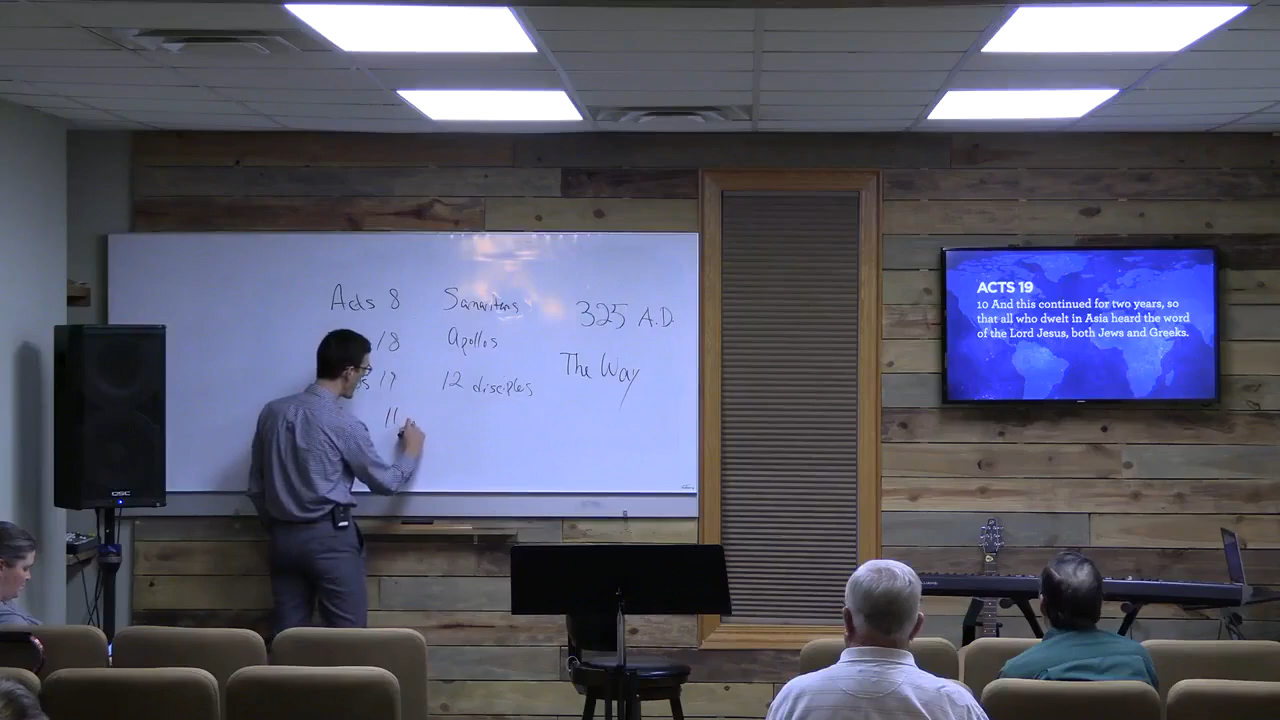 Acts 8 Samaritans
18 Apollos
s 19 12 disciples
11
325 A.D.
The Way
ACTS 19
10 And this continued for two years, so
that all who dwelt in Asia heard the word
of the Lord Jesus, both Jews and Greeks.
QSC